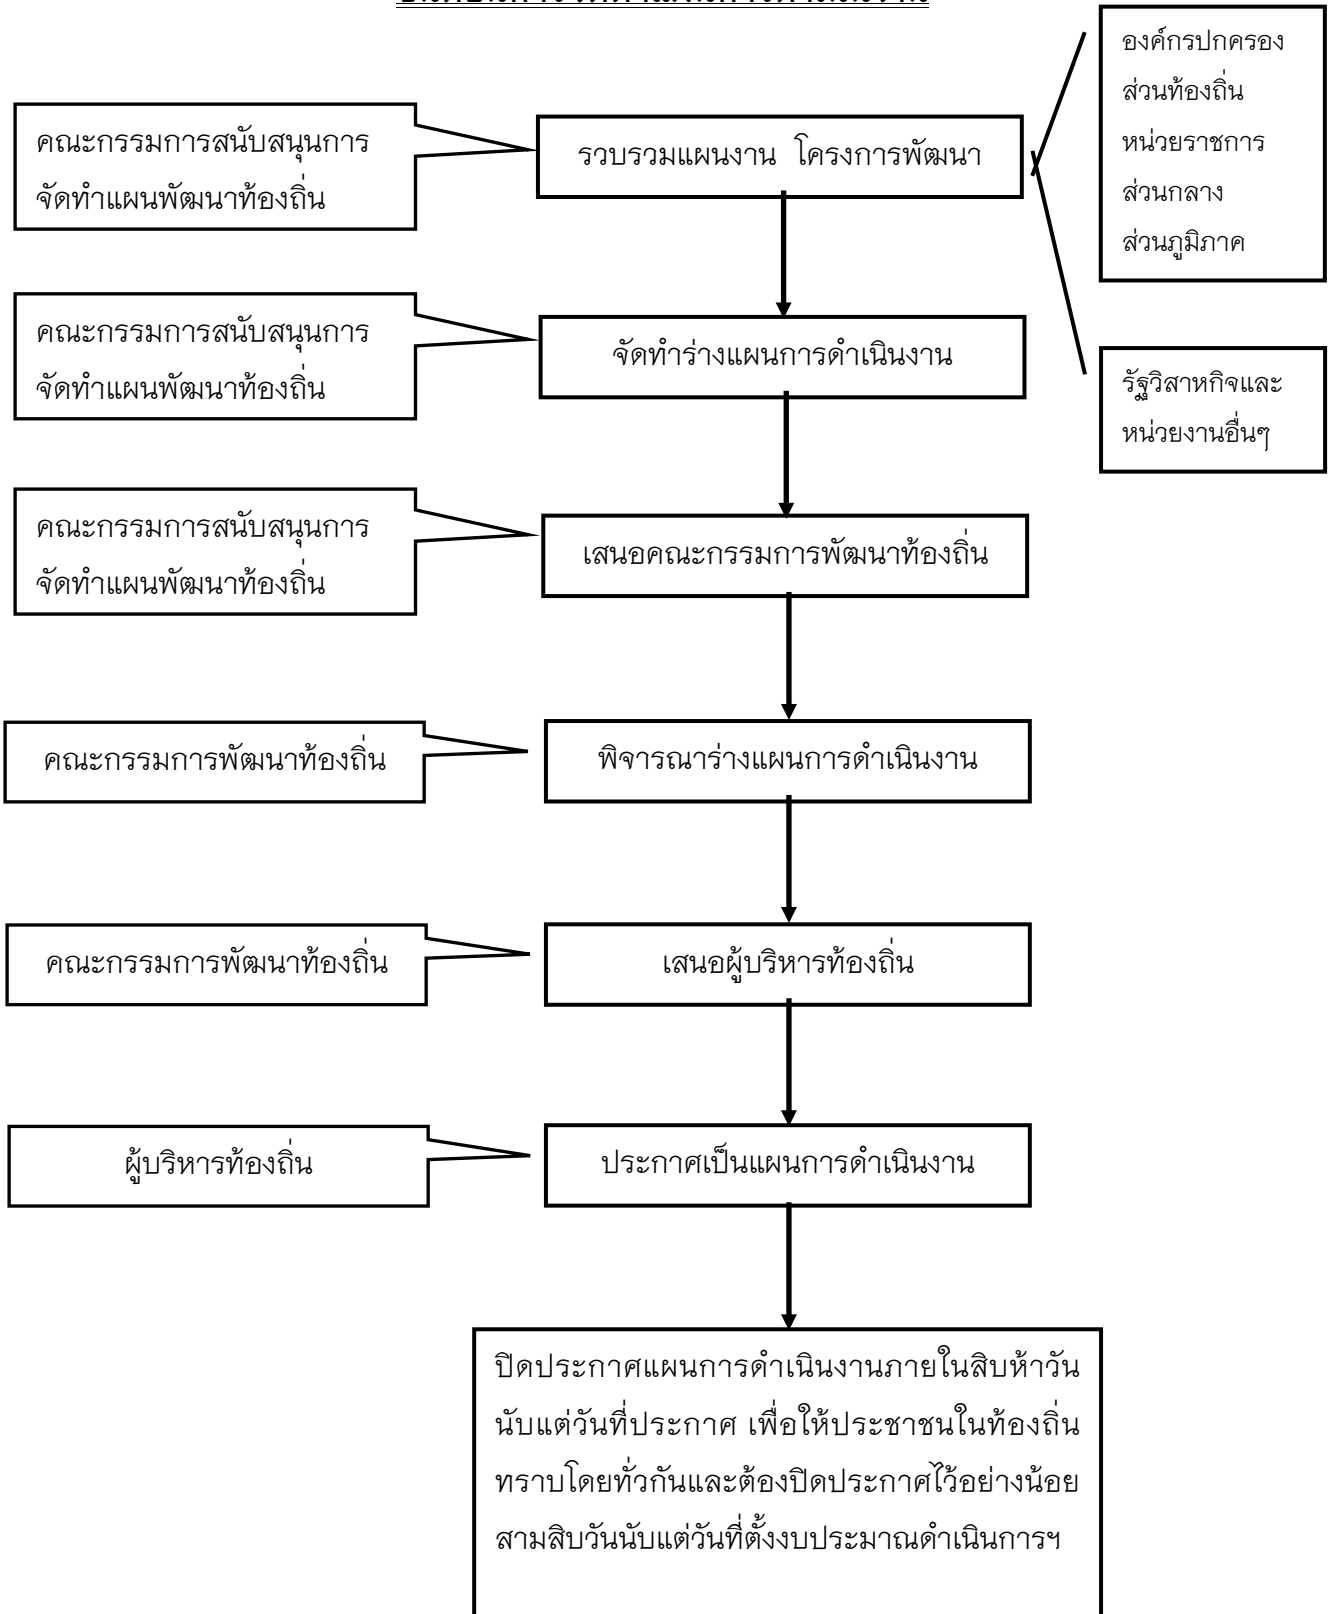 องค์กรปกครอง
ส่วนท้องถิ่น
หน่วยราชการ
ส่วนกลาง
ส่วนภูมิภาค
คณะกรรมการสนับสนุนการ
จัดทำแผนพัฒนาท้องถิ่น
รวบรวมแผนงาน โครงการพัฒนา
คณะกรรมการสนับสนุนการ
จัดทำแผนพัฒนาท้องถิ่น
จัดทำร่างแผนการดำเนินงาน
รัฐวิสาหกิจและ
หน่วยงานอื่นๆ
คณะกรรมการสนับสนุนการ
จัดทำแผนพัฒนาท้องถิ่น
เสนอคณะกรรมการพัฒนาท้องถิ่น
คณะกรรมการพัฒนาท้องถิ่น
พิจารณาร่างแผนการดำเนินงาน
คณะกรรมการพัฒนาท้องถิ่น
เสนอผู้บริหารท้องถิ่น
ผู้บริหารท้องถิ่น
ประกาศเป็นแผนการดำเนินงาน
ปิดประกาศแผนการดำเนินงานภายในสิบห้าวัน
นับแต่วันที่ประกาศ เพื่อให้ประชาชนในท้องถิ่น
ทราบโดยทั่วกันและต้องปิดประกาศไว้อย่างน้อย
สามสิบวันนับแต่วันที่ตั้งงบประมาณดำเนินการฯ